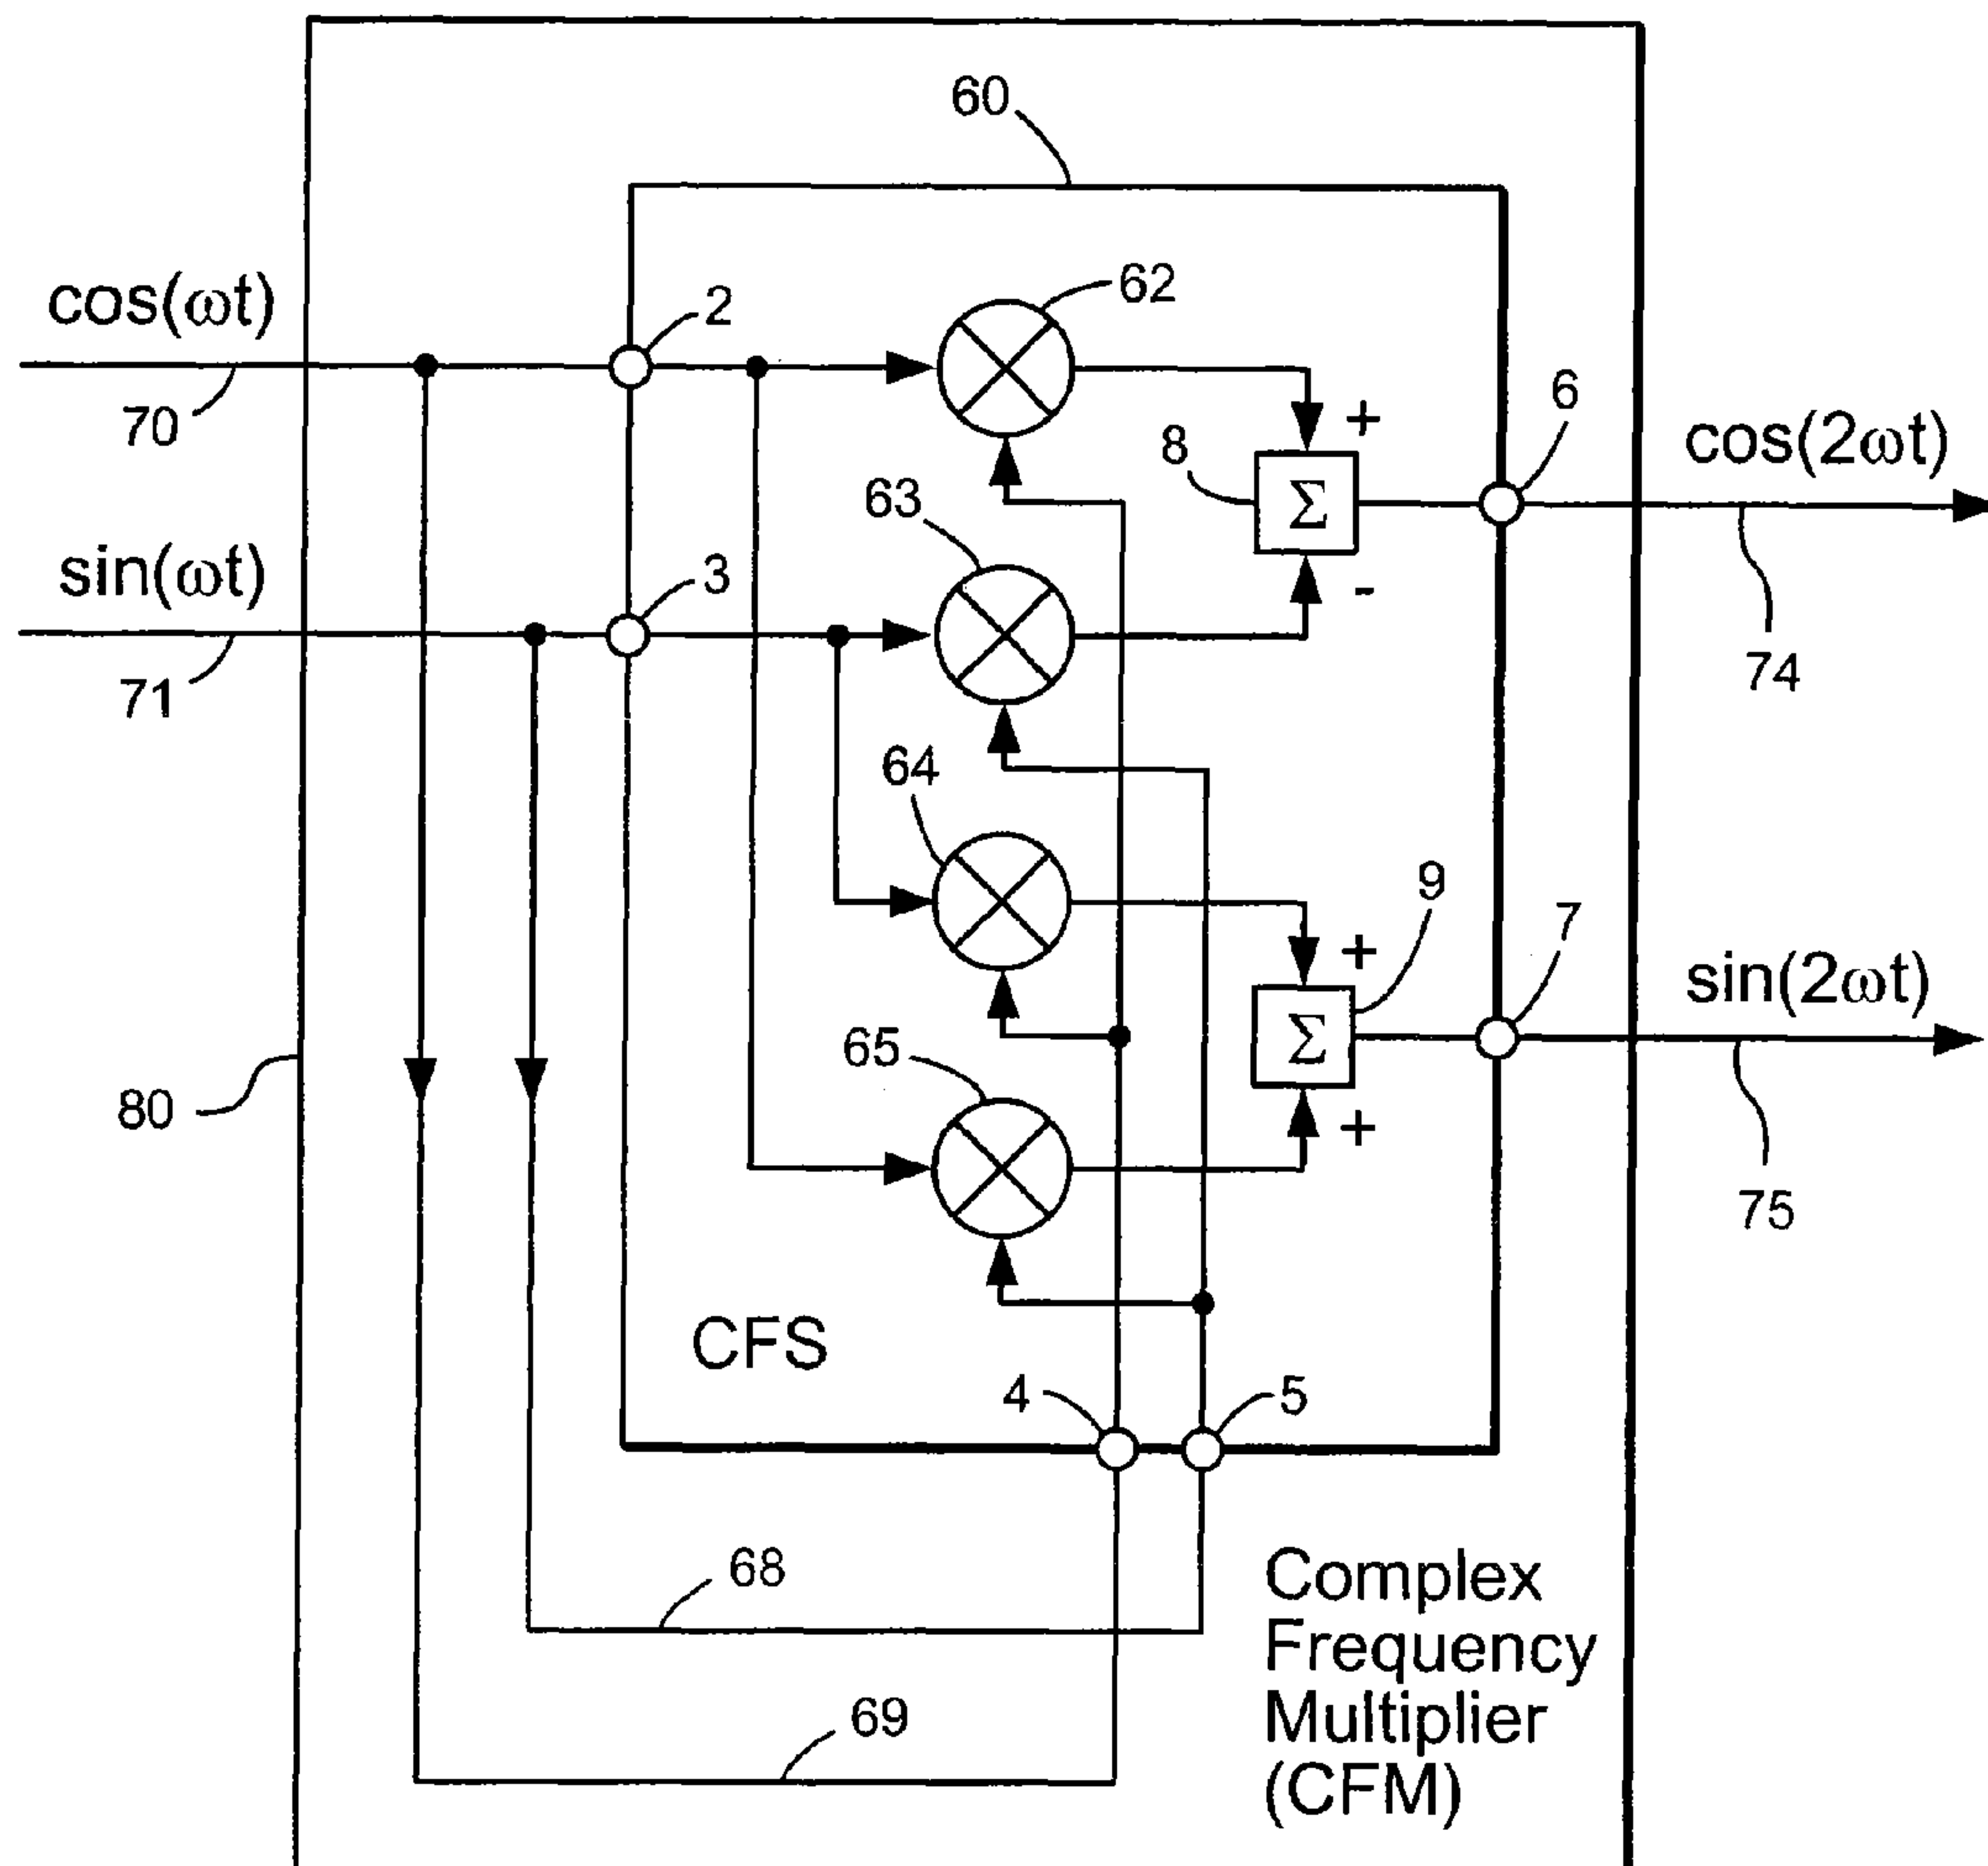 60
cos(ωt)
2
62
70
6
cos(2ωt)
+
8
Σ
63
sin(ωt)
3
-
71
74
64
9
7
+
sin(2ωt)
Σ
65
80
+
75
CFS
4
5
68
Complex
Frequency
Multiplier
(CFM)
69